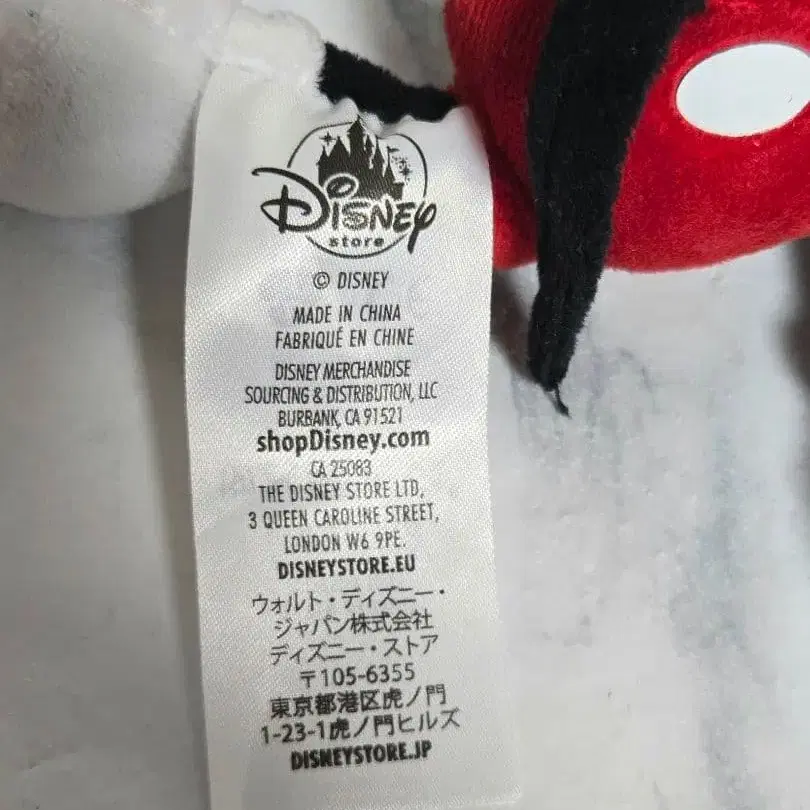 Disney
store
© DISNEY
MADE IN CHINA
FABRIQUÉ EN CHINE
DISNEY MERCHANDISE
SOURCING & DISTRIBUTION, LLC
BURBANK, CA 91521
shopDisney.com
CA 25083
THE DISNEY STORE LTD,
3 QUEEN CAROLINE STREET,
LONDON W6 9PE.
DISNEYSTORE.EU
ウォルト・ディズニー・
ジャパン株式会社
ディズニー・ストア
〒105-6355
東京都港区虎ノ門
1-23-1虎ノ門ヒルズ
DISNEYSTORE.JP